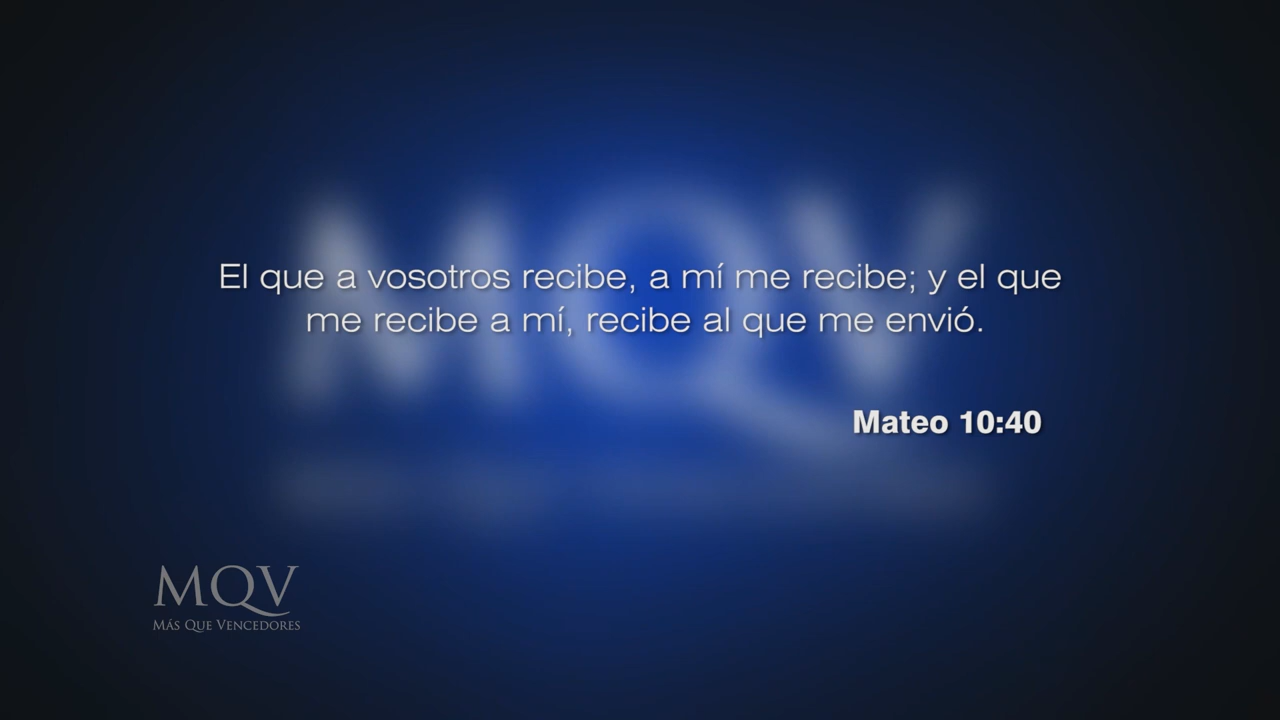 El que a vosotros recibe, a mí me recibe; y el que
me recibe a mí, recibe al que me envió.
Mateo 10:40
MQV
MÁS QUE VENCEDORES